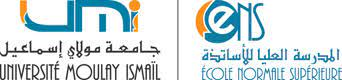 umi
جامعة مولاي إسماعيل
UNIVERSITÉ MOULAY ISMAÏL
ens
المدرسة العليا للأساتذة
ÉCOLE NORMALE SUPÉRIEURE